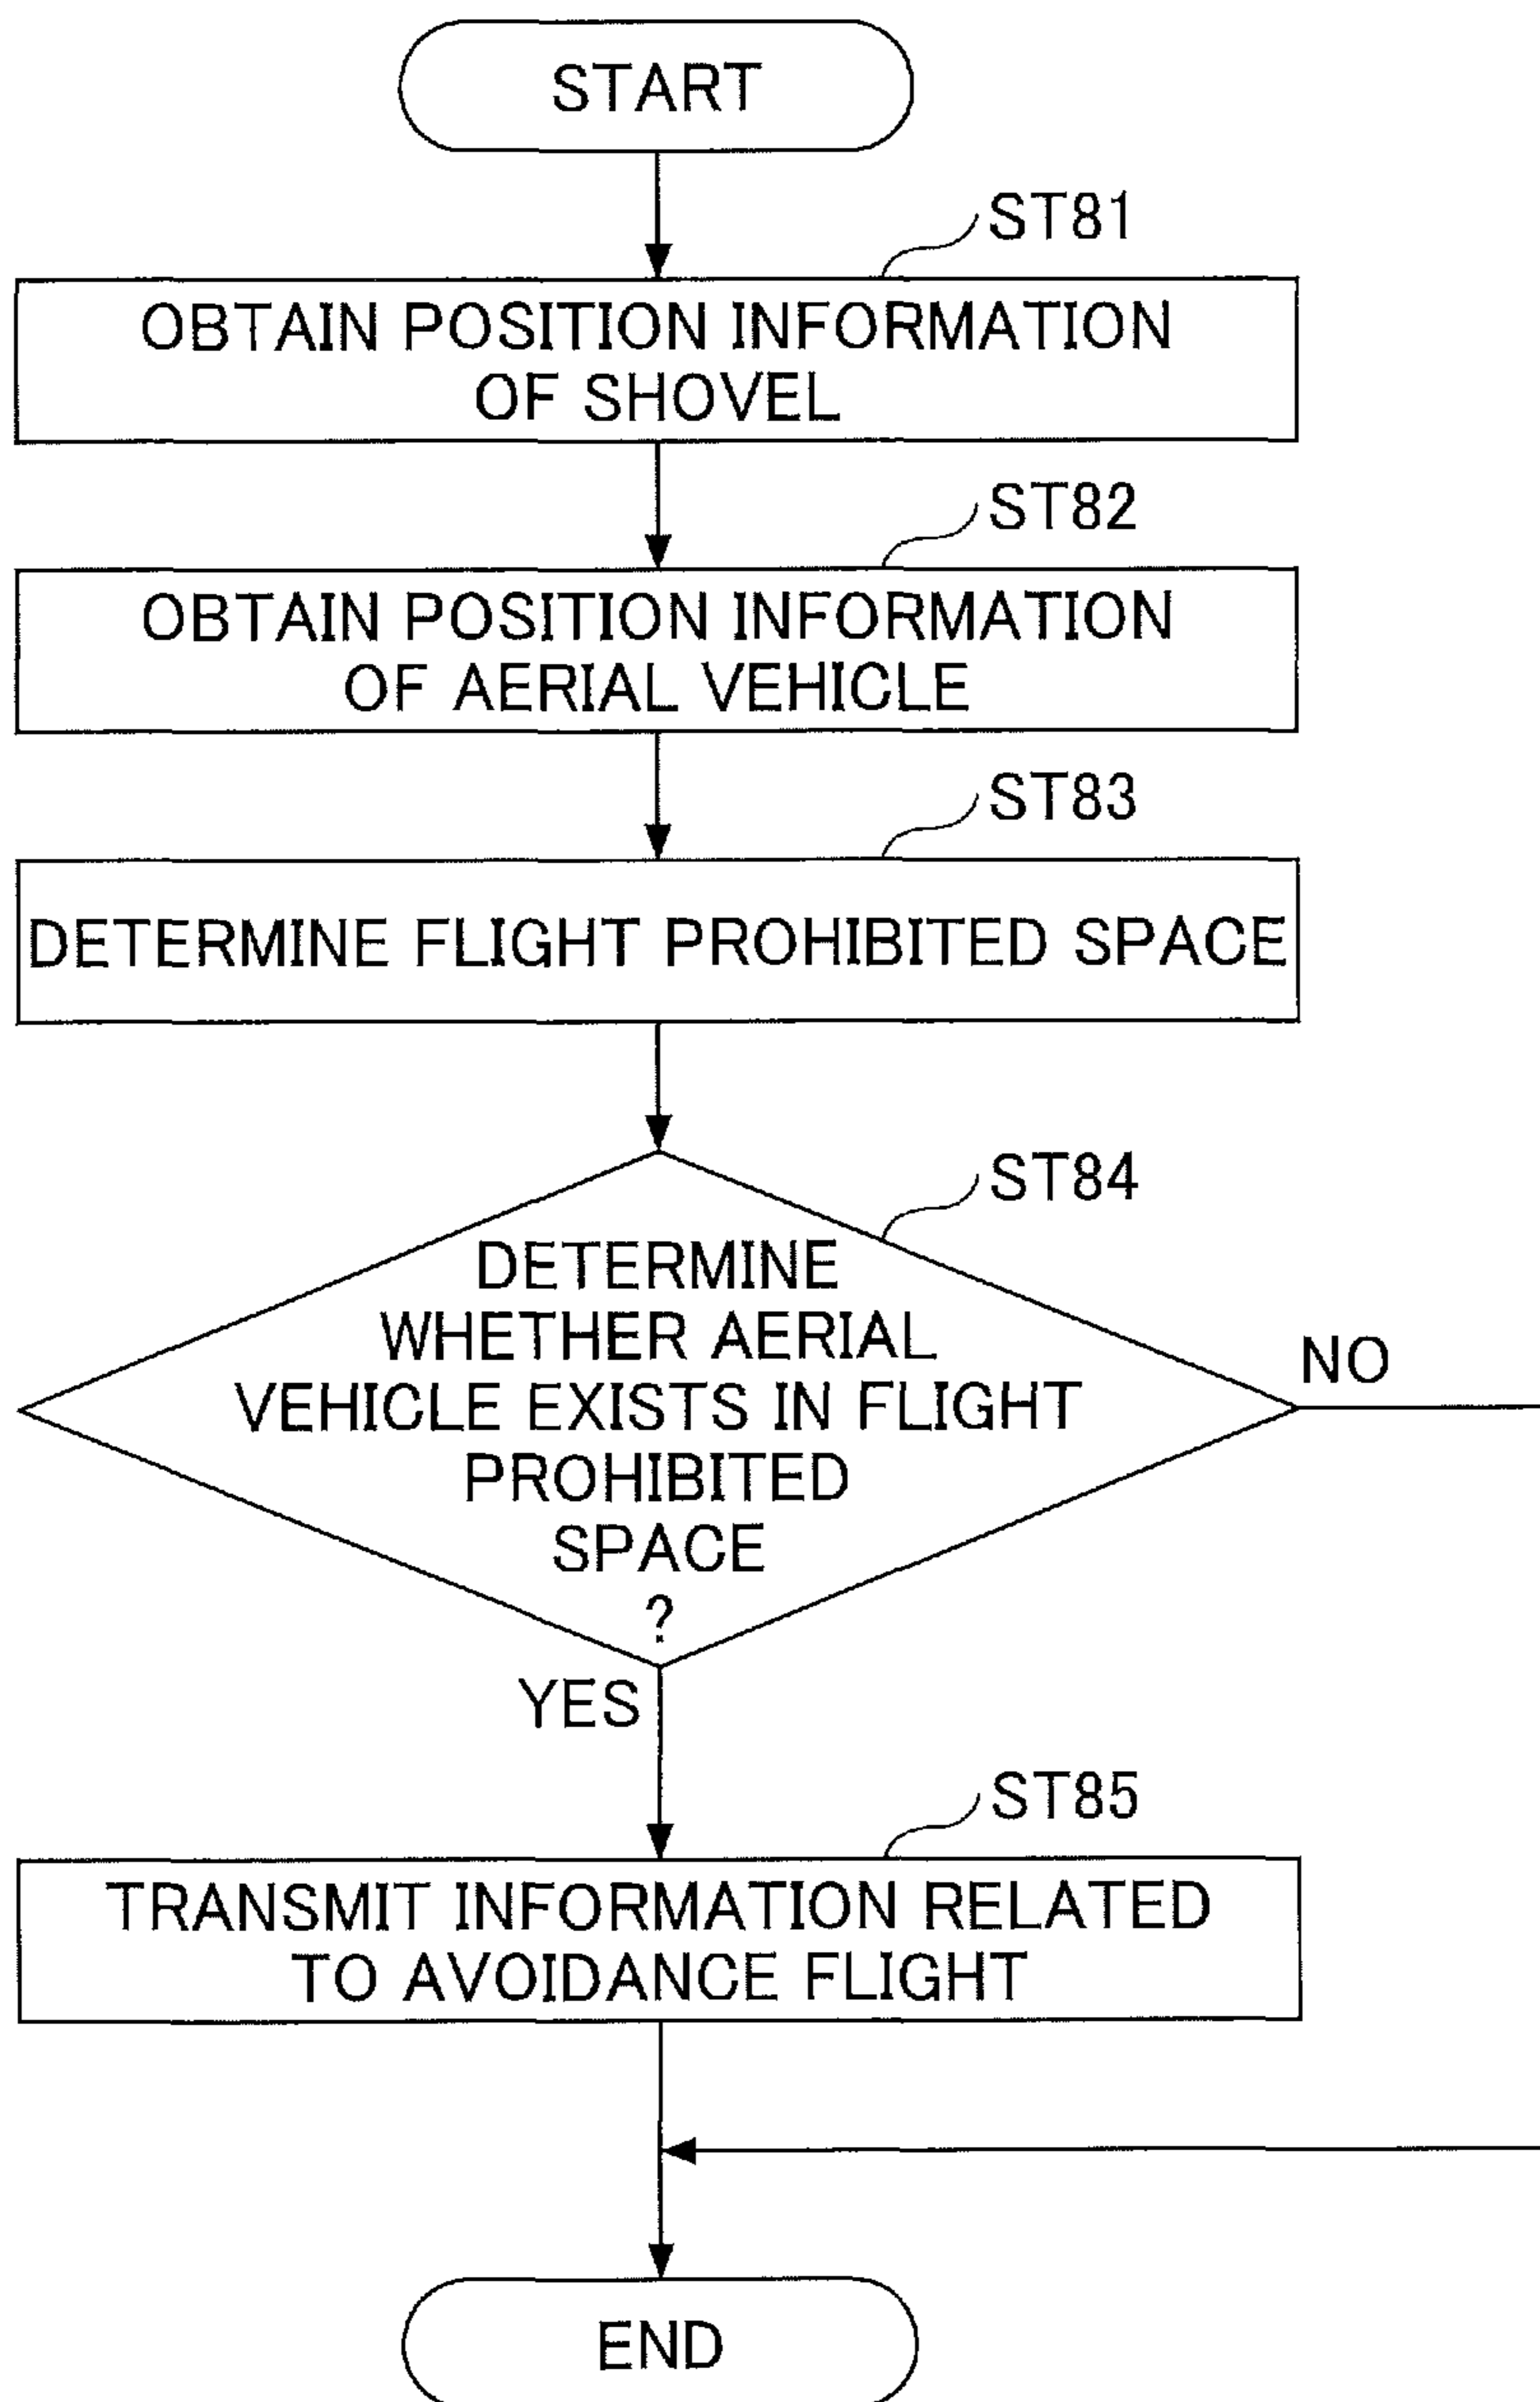 START
ST81
OBTAIN POSITION INFORMATION
OF SHOVEL
ST82
OBTAIN POSITION INFORMATION
OF AERIAL VEHICLE
ST83
DETERMINE FLIGHT PROHIBITED SPACE
ST84
DETERMINE
WHETHER AERIAL
VEHICLE EXISTS IN FLIGHT
PROHIBITED
SPACE
?
NO
YES
ST85
TRANSMIT INFORMATION RELATED
TO AVOIDANCE FLIGHT
END